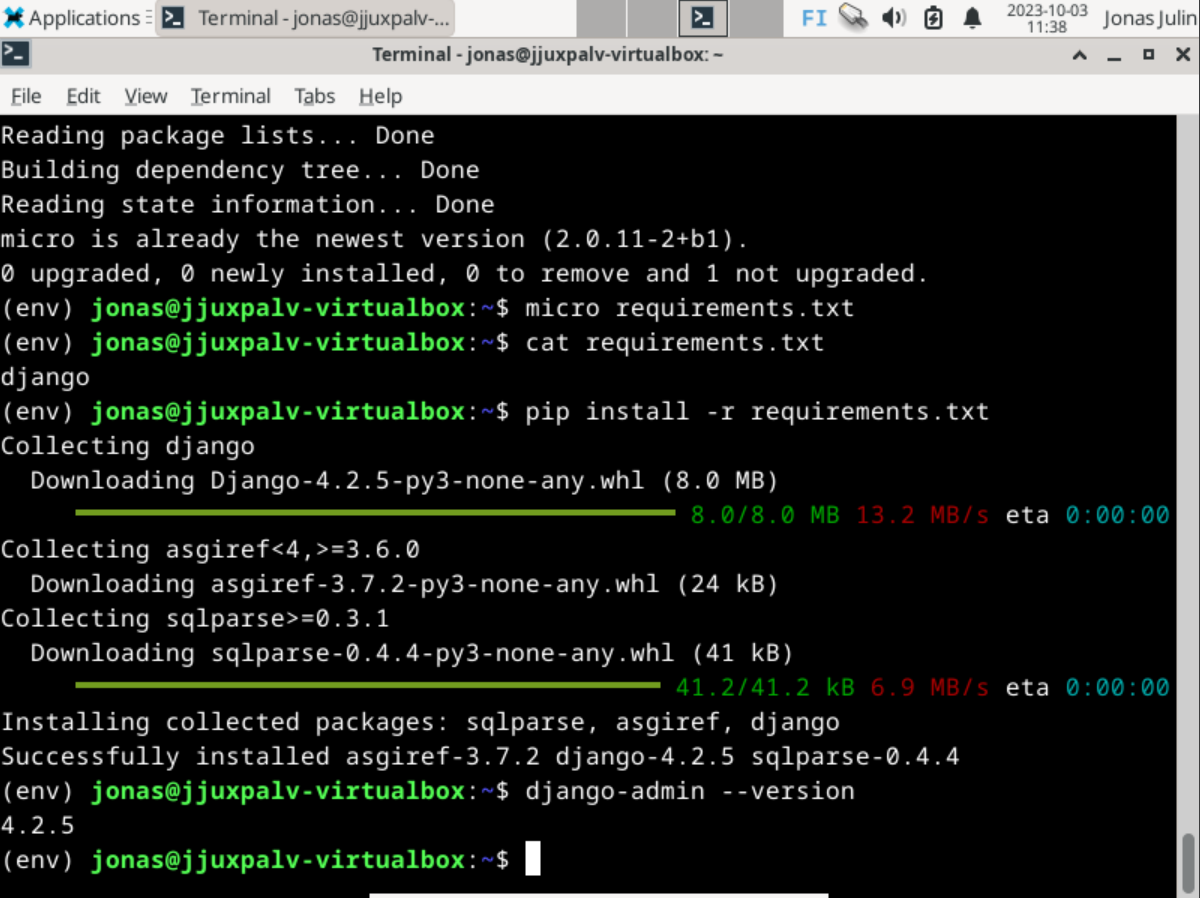 Applications Terminal - jonas@jjuxpalv-... FI 2023-10-03 11:38 Jonas Julin
Terminal - jonas@jjuxpalv-virtualbox: ~
File Edit View Terminal Tabs Help
Reading package lists... Done
Building dependency tree... Done
Reading state information... Done
micro is already the newest version (2.0.11-2+b1).
0 upgraded, 0 newly installed, 0 to remove and 1 not upgraded.
(env) jonas@jjuxpalv-virtualbox:~$ micro requirements.txt
(env) jonas@jjuxpalv-virtualbox:~$ cat requirements.txt
django
(env) jonas@jjuxpalv-virtualbox:~$ pip install -r requirements.txt
Collecting django
  Downloading Django-4.2.5-py3-none-any.whl (8.0 MB)
8.0/8.0 MB 13.2 MB/s eta 0:00:00
Collecting asgiref<4,>=3.6.0
  Downloading asgiref-3.7.2-py3-none-any.whl (24 kB)
Collecting sqlparse>=0.3.1
  Downloading sqlparse-0.4.4-py3-none-any.whl (41 kB)
41.2/41.2 kB 6.9 MB/s eta 0:00:00
Installing collected packages: sqlparse, asgiref, django
Successfully installed asgiref-3.7.2 django-4.2.5 sqlparse-0.4.4
(env) jonas@jjuxpalv-virtualbox:~$ django-admin --version
4.2.5
(env) jonas@jjuxpalv-virtualbox:~$